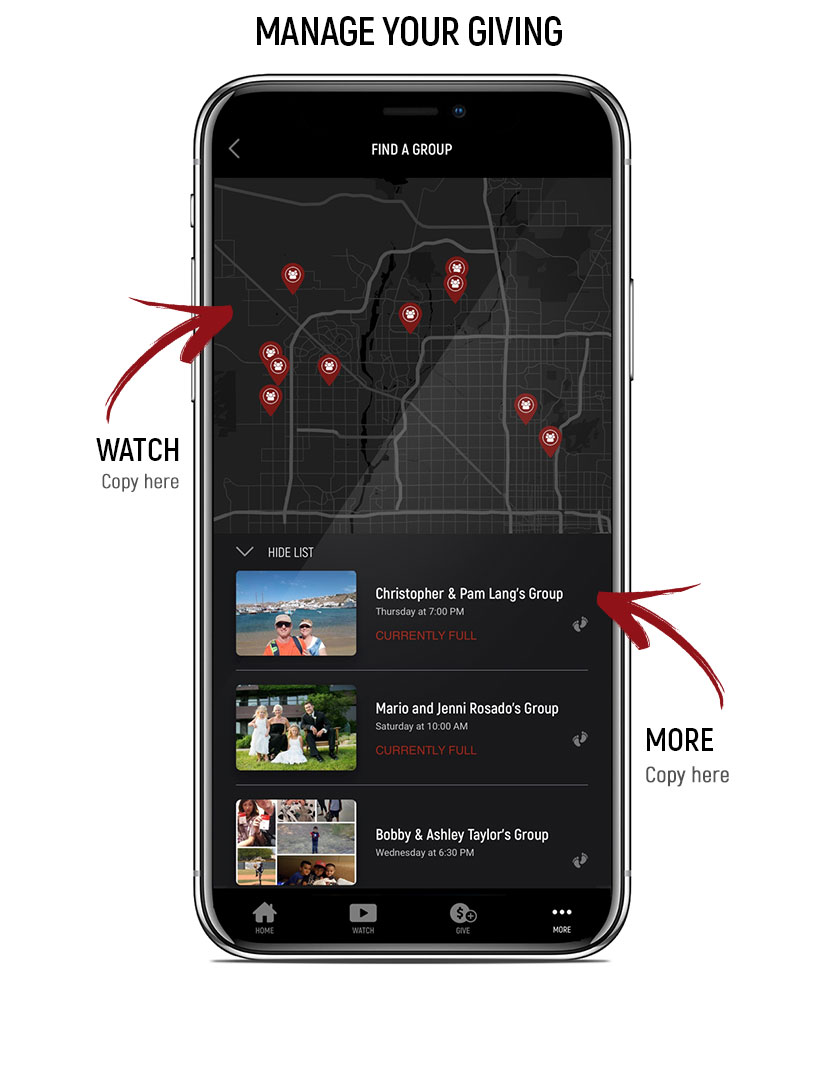 MANAGE YOUR GIVING
FIND A GROUP
WATCH
Copy here
HIDE LIST
Christopher & Pam Lang's Group
Thursday at 7:00 PM
CURRENTLY FULL
Mario and Jenni Rosado's Group
Saturday at 10:00 AM
CURRENTLY FULL
MORE
Copy here
Bobby & Ashley Taylor's Group
Wednesday at 6:30 PM
HOME
WATCH
GIVE
MORE